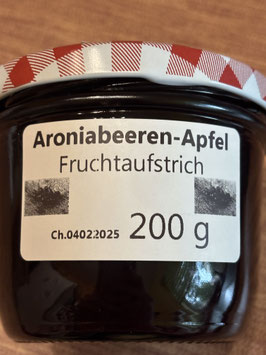 Aroniabeeren-Apfel
Fruchtaufstrich
Ch.04022025 200 g